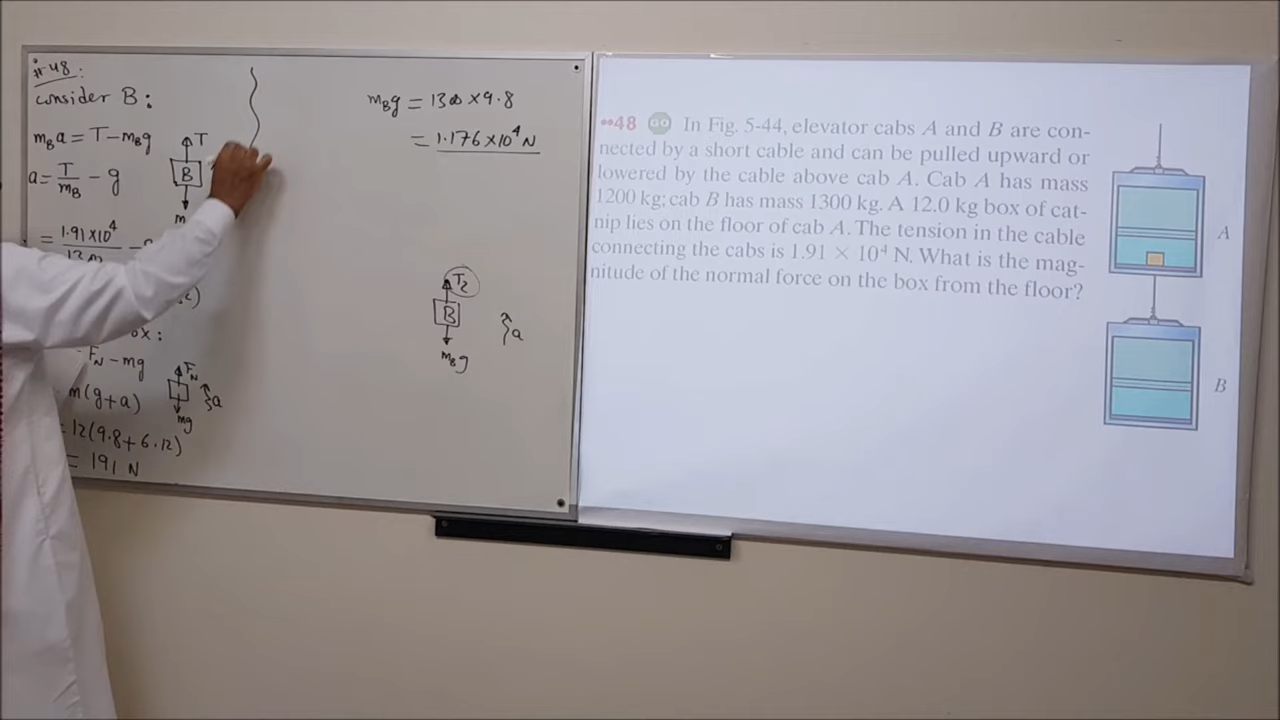 #48:
consider B:
m_B a = T - m_B g
a = T/m_B - g
= 1.91 × 10⁴
T
B
ox:
F_N - mg
m(g+a)
= 12(9.8 + 6.12)
= 191 N
F_N
mg
a
m_B g = 1300 × 9.8
= 1.176 × 10⁴ N
T₂
B
m_B g
a
••48 GO In Fig. 5-44, elevator cabs A and B are con-
nected by a short cable and can be pulled upward or
lowered by the cable above cab A. Cab A has mass
1200 kg; cab B has mass 1300 kg. A 12.0 kg box of cat-
nip lies on the floor of cab A. The tension in the cable
connecting the cabs is 1.91 × 10⁴ N. What is the mag-
nitude of the normal force on the box from the floor?
A
B